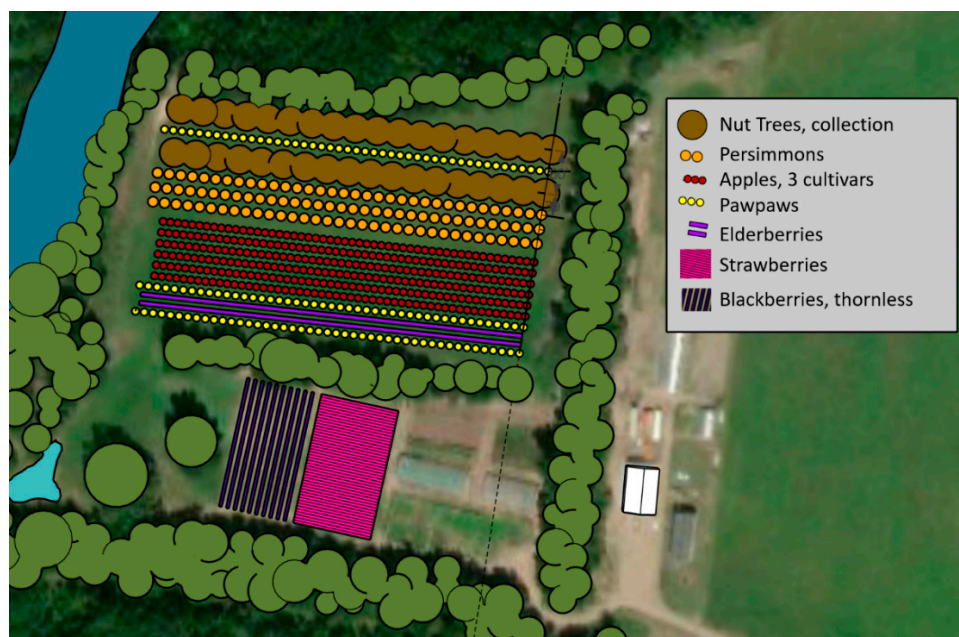 Nut Trees, collection
Persimmons
Apples, 3 cultivars
Pawpaws
Elderberries
Strawberries
Blackberries, thornless